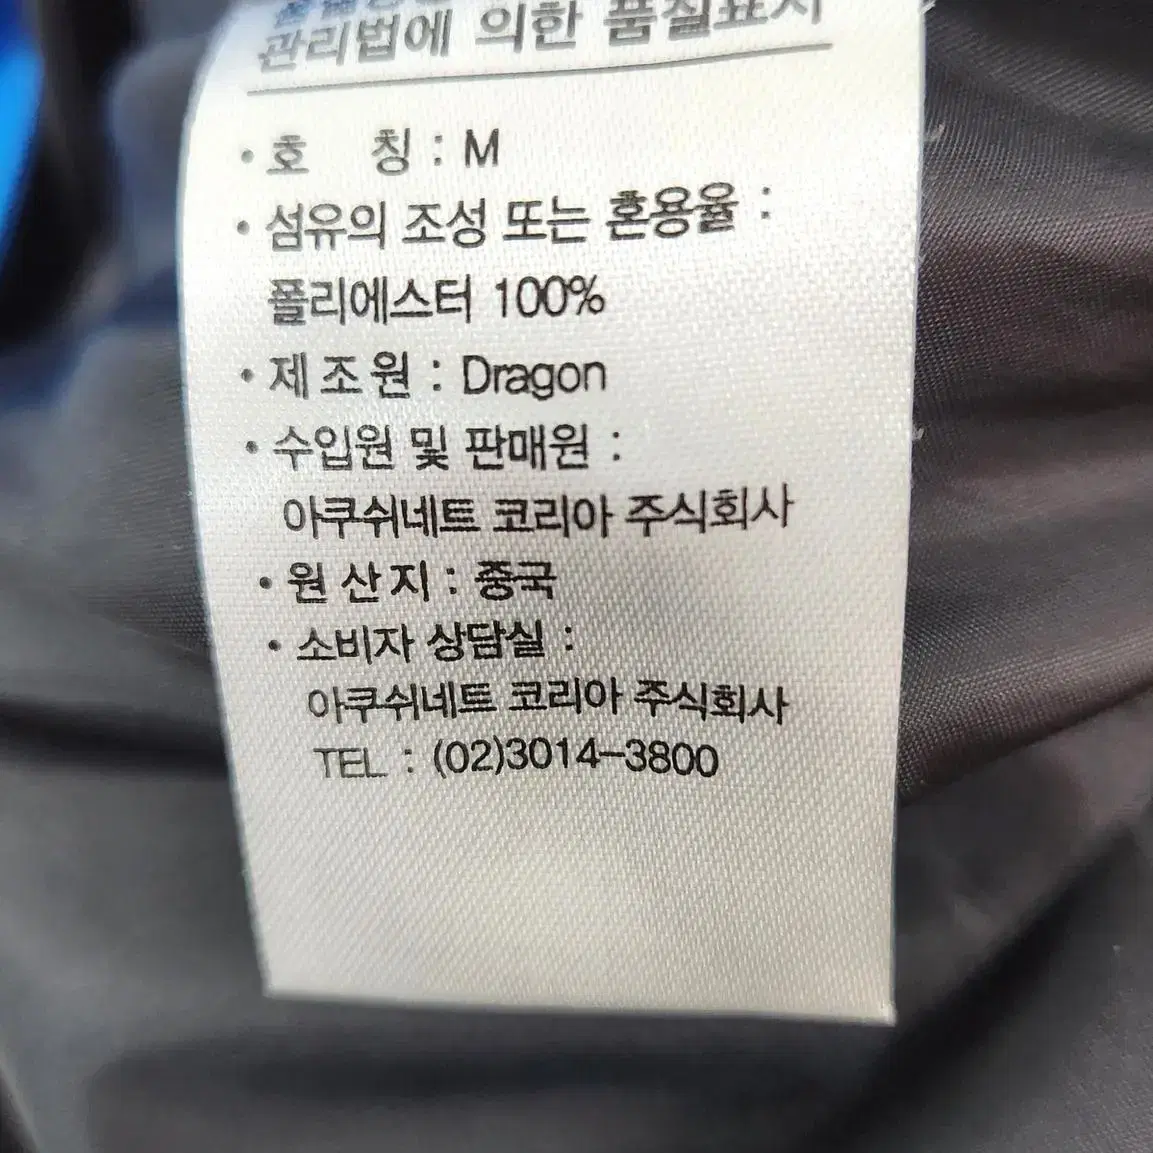 관리법에 의한 품질표시
• 호 칭 : M
• 섬유의 조성 또는 혼용율 :
폴리에스터 100%
• 제조원 : Dragon
• 수입원 및 판매원 :
아쿠쉬네트 코리아 주식회사
• 원산지 : 중국
• 소비자 상담실 :
아쿠쉬네트 코리아 주식회사
TEL : (02)3014-3800